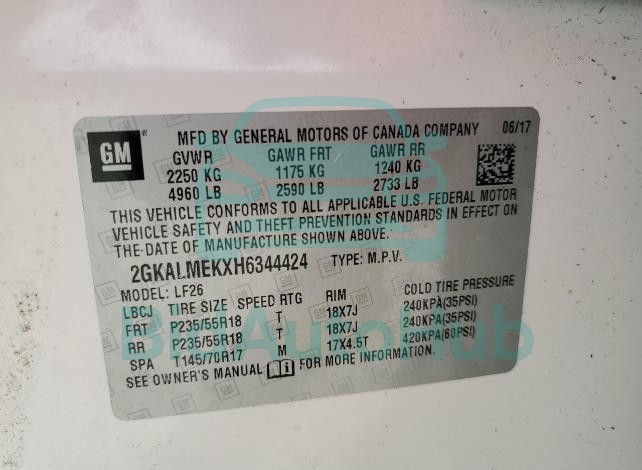 GM
MFD BY GENERAL MOTORS OF CANADA COMPANY 06/17
GVWR GAWR FRT GAWR RR
2250 KG 1175 KG 1240 KG
4960 LB 2590 LB 2733 LB
THIS VEHICLE CONFORMS TO ALL APPLICABLE U.S. FEDERAL MOTOR
VEHICLE SAFETY AND THEFT PREVENTION STANDARDS IN EFFECT ON
THE DATE OF MANUFACTURE SHOWN ABOVE.
2GKALMEKXH6344424 TYPE: M.P.V.
MODEL: LF26
LBCJ TIRE SIZE SPEED RTG RIM COLD TIRE PRESSURE
FRT P235/55R18 T 18X7J 240KPA(35PSI)
RR P235/55R18 T 18X7J 240KPA(35PSI)
SPA T145/70R17 M 17X4.5T 420KPA(60PSI)
SEE OWNER'S MANUAL FOR MORE INFORMATION.